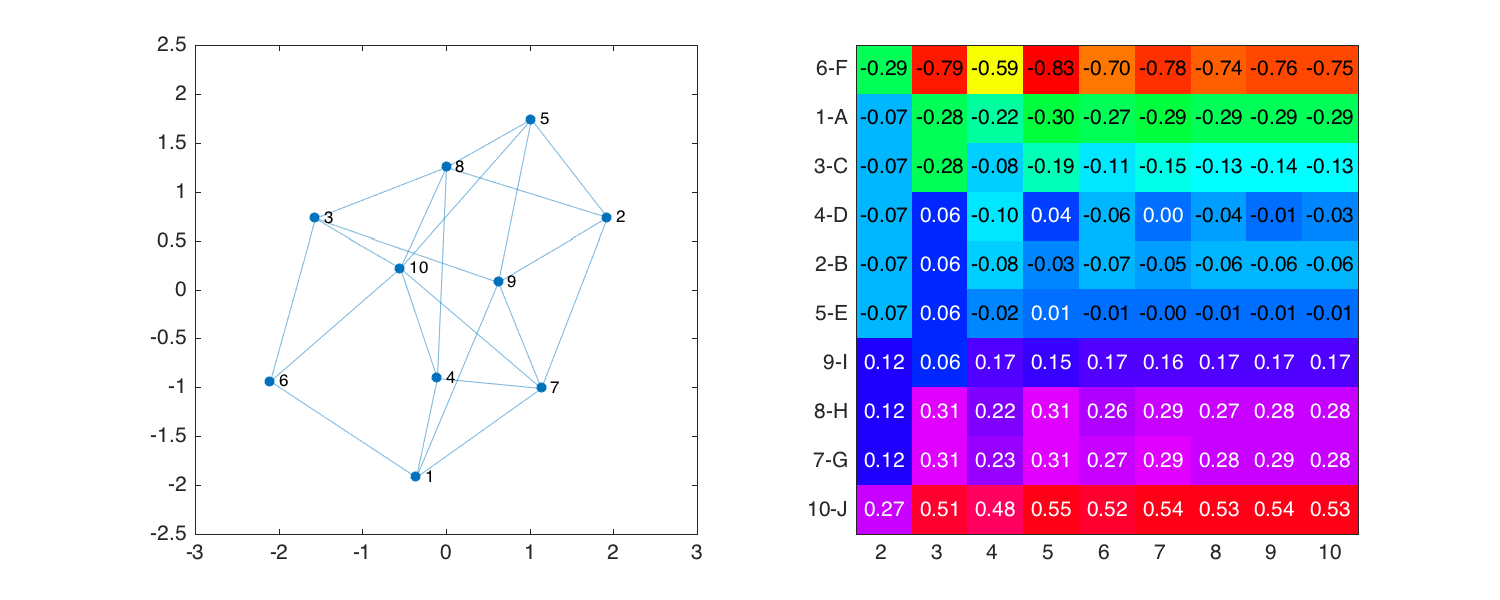 2.5
2
1.5
1
0.5
0
-0.5
-1
-1.5
-2
-2.5
-3 -2 -1 0 1 2 3
5
8
3
2
10
9
4
6
7
1
6-F -0.29 -0.79 -0.59 -0.83 -0.70 -0.78 -0.74 -0.76 -0.75
1-A -0.07 -0.28 -0.22 -0.30 -0.27 -0.29 -0.29 -0.29 -0.29
3-C -0.07 -0.28 -0.08 -0.19 -0.11 -0.15 -0.13 -0.14 -0.13
4-D -0.07 0.06 -0.10 0.04 -0.06 0.00 -0.04 -0.01 -0.03
2-B -0.07 0.06 -0.08 -0.03 -0.07 -0.05 -0.06 -0.06 -0.06
5-E -0.07 0.06 -0.02 0.01 -0.01 -0.00 -0.01 -0.01 -0.01
9-I 0.12 0.06 0.17 0.15 0.17 0.16 0.17 0.17 0.17
8-H 0.12 0.31 0.22 0.31 0.26 0.29 0.27 0.28 0.28
7-G 0.12 0.31 0.23 0.31 0.27 0.29 0.28 0.29 0.28
10-J 0.27 0.51 0.48 0.55 0.52 0.54 0.53 0.54 0.53
2 3 4 5 6 7 8 9 10